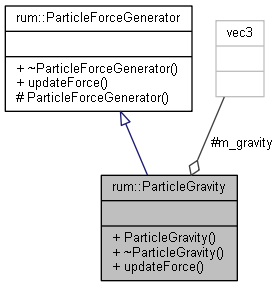 rum::ParticleForceGenerator
+ ~ParticleForceGenerator()
+ updateForce()
# ParticleForceGenerator()
vec3
#m_gravity
rum::ParticleGravity
+ ParticleGravity()
+ ~ParticleGravity()
+ updateForce()